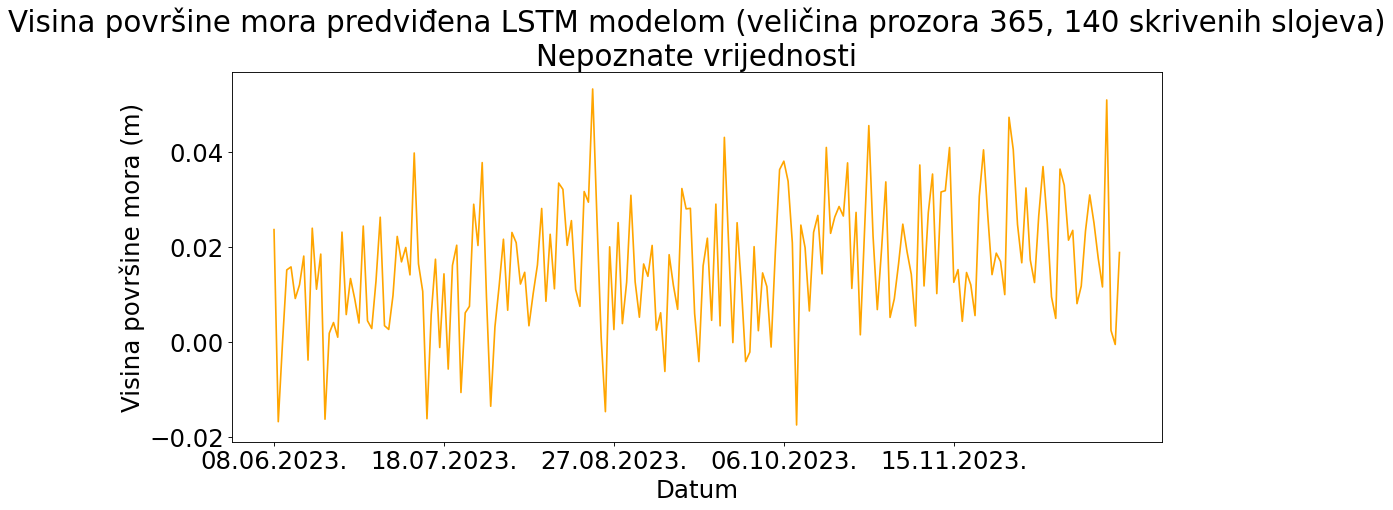 Visina površine mora predviđena LSTM modelom (veličina prozora 365, 140 skrivenih slojeva)
Nepoznate vrijednosti
Visina površine mora (m)
0.04
0.02
0.00
−0.02
08.06.2023. 18.07.2023. 27.08.2023. 06.10.2023. 15.11.2023.
Datum